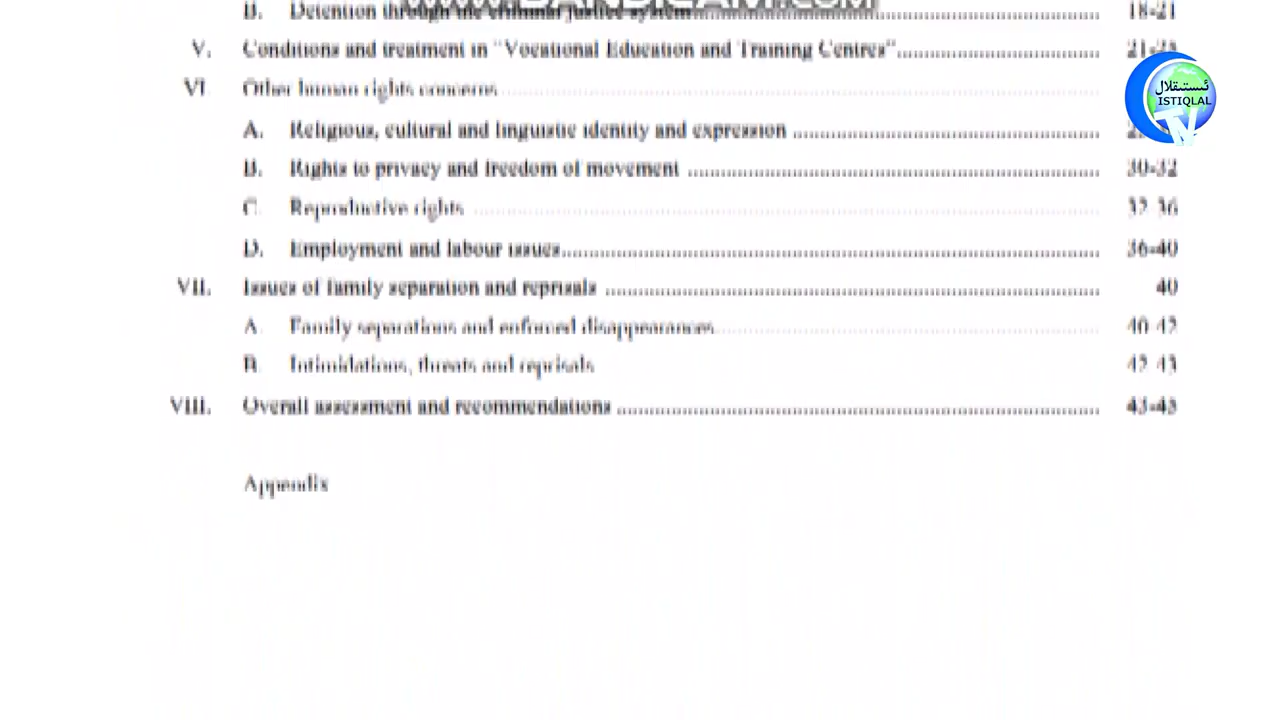 WWW.BANDICAM.COM
B. Detention through the criminal justice system 18-21
V. Conditions and treatment in "Vocational Education and Training Centres"
VI Other human rights concerns
ئىستىقلال
ISTIQLAL
TV
A. Religious, cultural and linguistic identity and expression
B. Rights to privacy and freedom of movement 30-32
C. Reproductive rights 32-36
D. Employment and labour issues 36-40
VII. Issues of family separation and reprisals 40
A. Family separations and enforced disappearances 40-42
B. Intimidations, threats and reprisals 42-43
VIII. Overall assessment and recommendations
Appendix